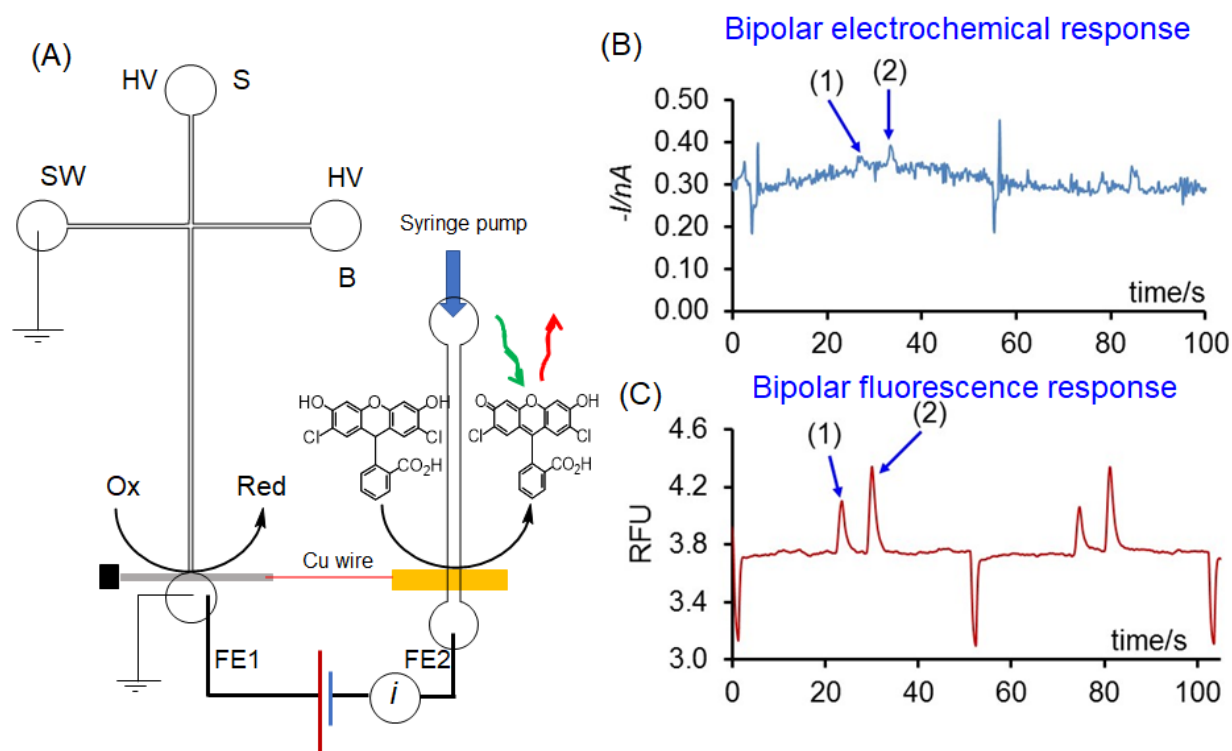 (A)
HV
S
SW
HV
B
Syringe pump
HO
O
OH
Cl
Cl
CO₂H
O
O
OH
Cl
Cl
CO₂H
Ox
Red
Cu wire
FE1
FE2
i
(B)
Bipolar electrochemical response
(1)
(2)
0.50
0.40
0.30
0.20
0.10
0.00
-I/nA
time/s
0 20 40 60 80 100
(C)
Bipolar fluorescence response
(1)
(2)
4.6
4.2
3.8
3.4
3.0
RFU
time/s
0 20 40 60 80 100